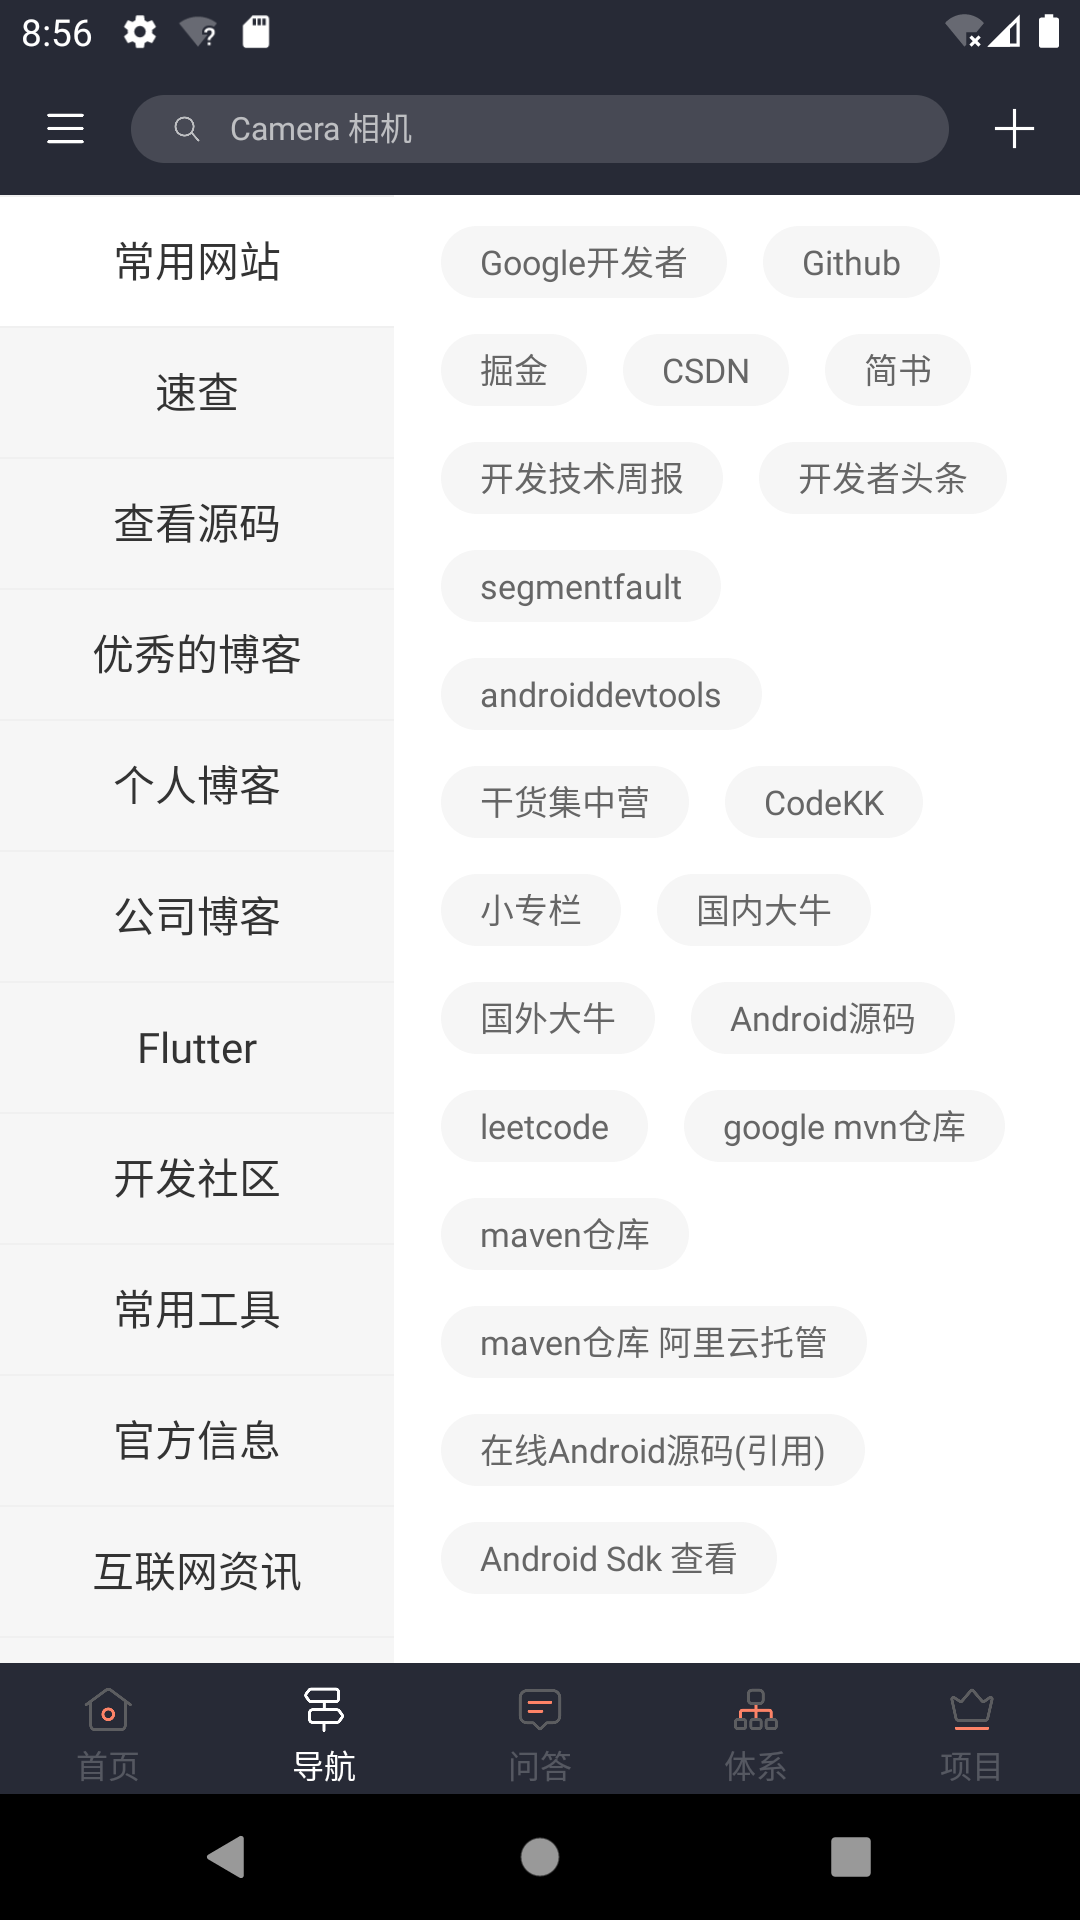 8:56
Camera 相机
常用网站
速查
查看源码
优秀的博客
个人博客
公司博客
Flutter
开发社区
常用工具
官方信息
互联网资讯
Google开发者
Github
掘金
CSDN
简书
开发技术周报
开发者头条
segmentfault
androiddevtools
干货集中营
CodeKK
小专栏
国内大牛
国外大牛
Android源码
leetcode
google mvn仓库
maven仓库
maven仓库 阿里云托管
在线Android源码(引用)
Android Sdk 查看
首页
导航
问答
体系
项目